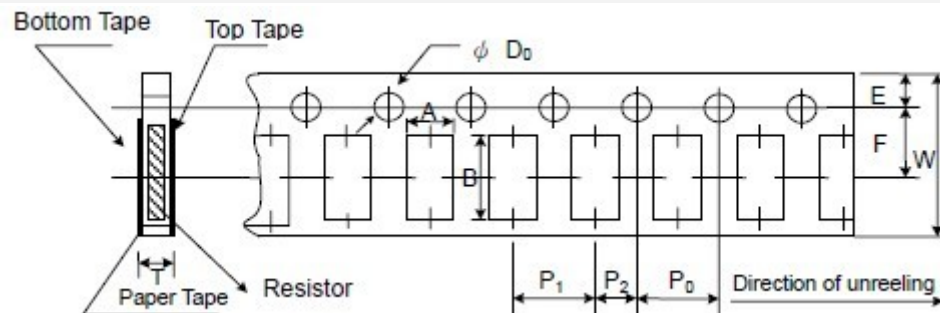 Bottom Tape
Top Tape
ϕ D₀
A
E
B
F
W
T
Paper Tape
Resistor
P₁
P₂
P₀
Direction of unreeling